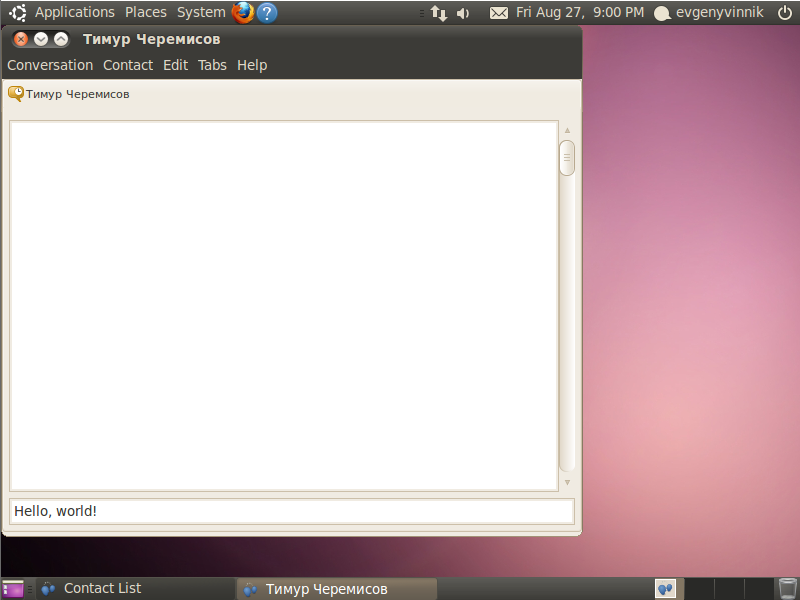 Applications Places System ? Fri Aug 27, 9:00 PM evgenyvinnik
Тимур Черемисов
Conversation Contact Edit Tabs Help
Тимур Черемисов
Hello, world!
Contact List Тимур Черемисов